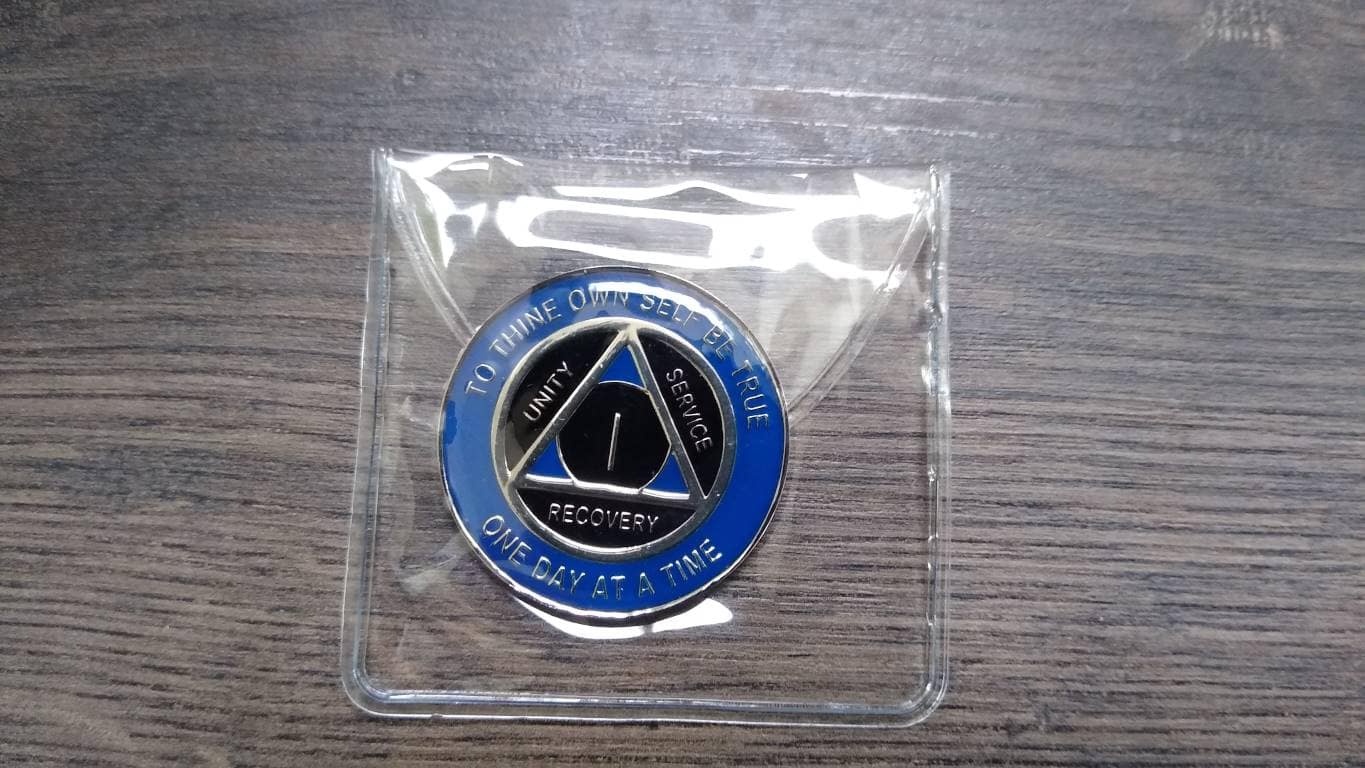 TO THINE OWN SELF BE TRUE
UNITY
SERVICE
I
RECOVERY
ONE DAY AT A TIME